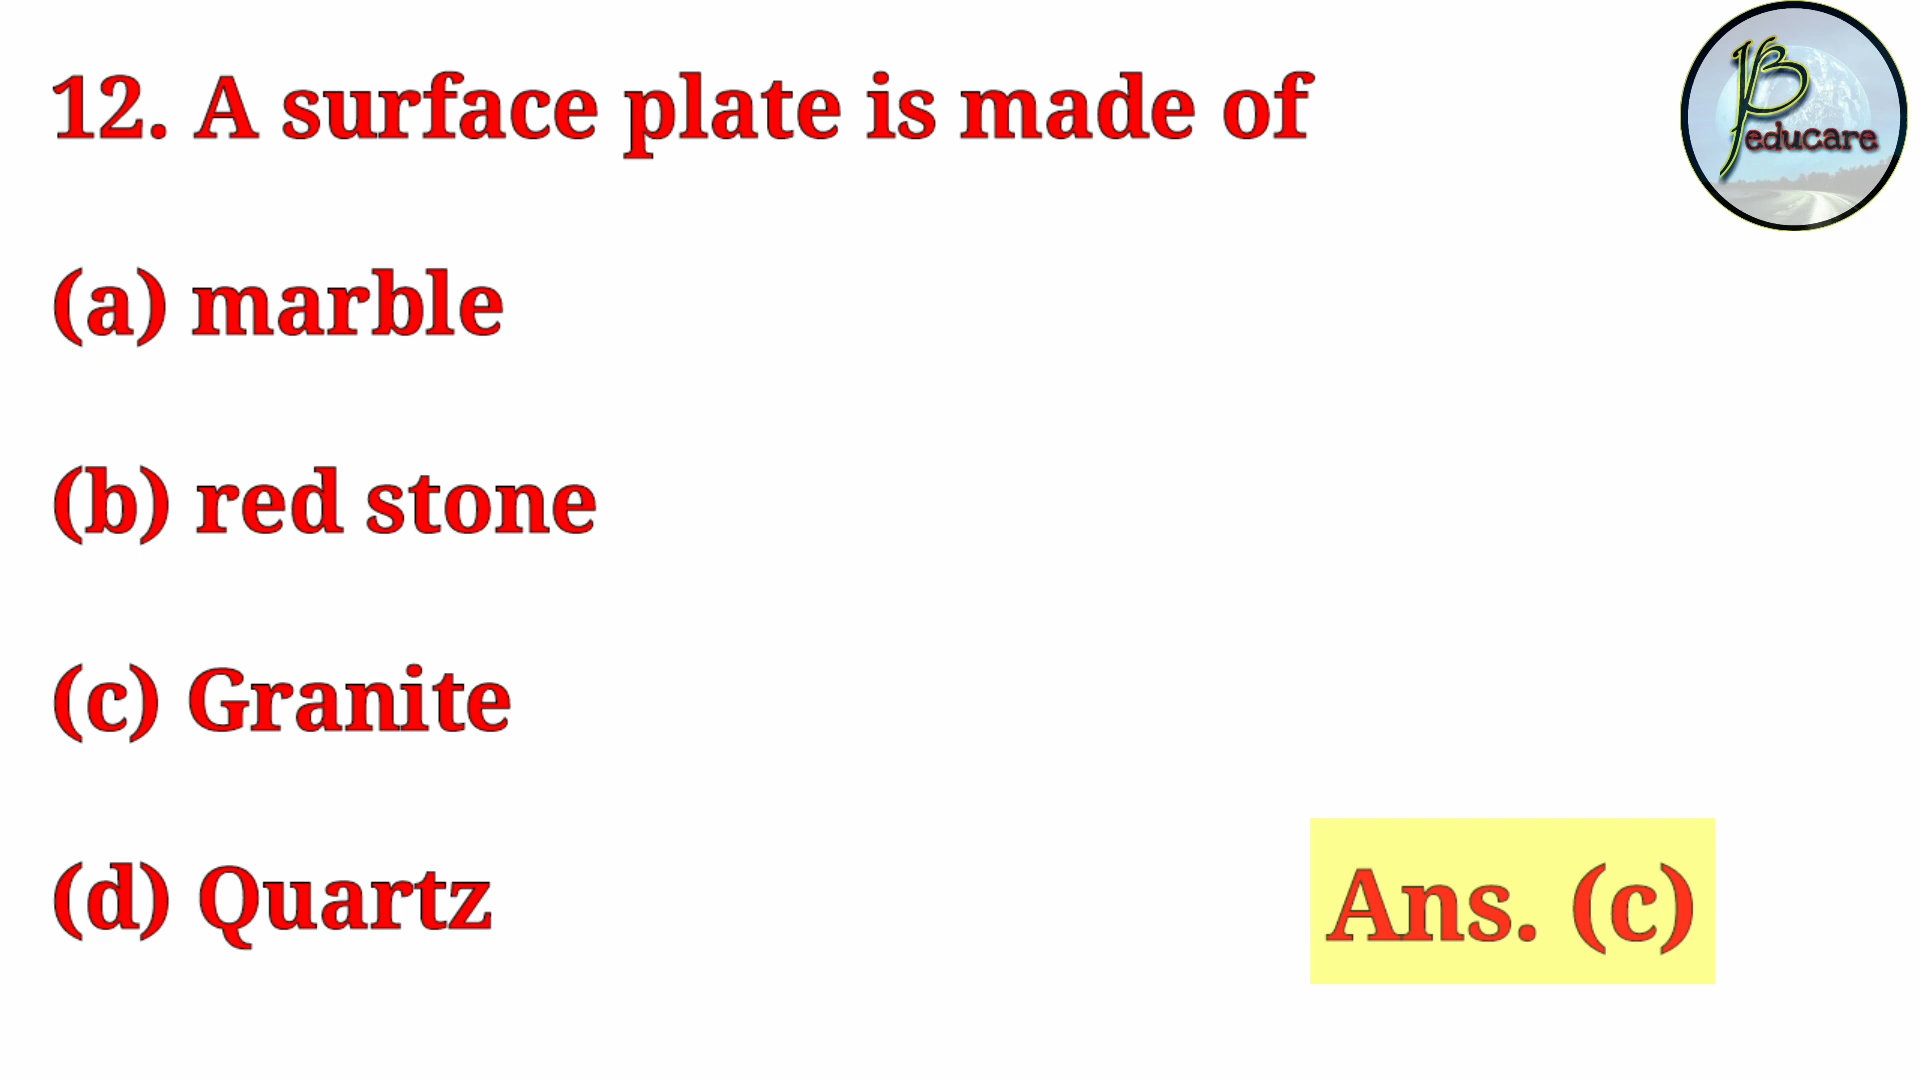 12. A surface plate is made of
(a) marble
(b) red stone
(c) Granite
(d) Quartz
Ans. (c)
educare